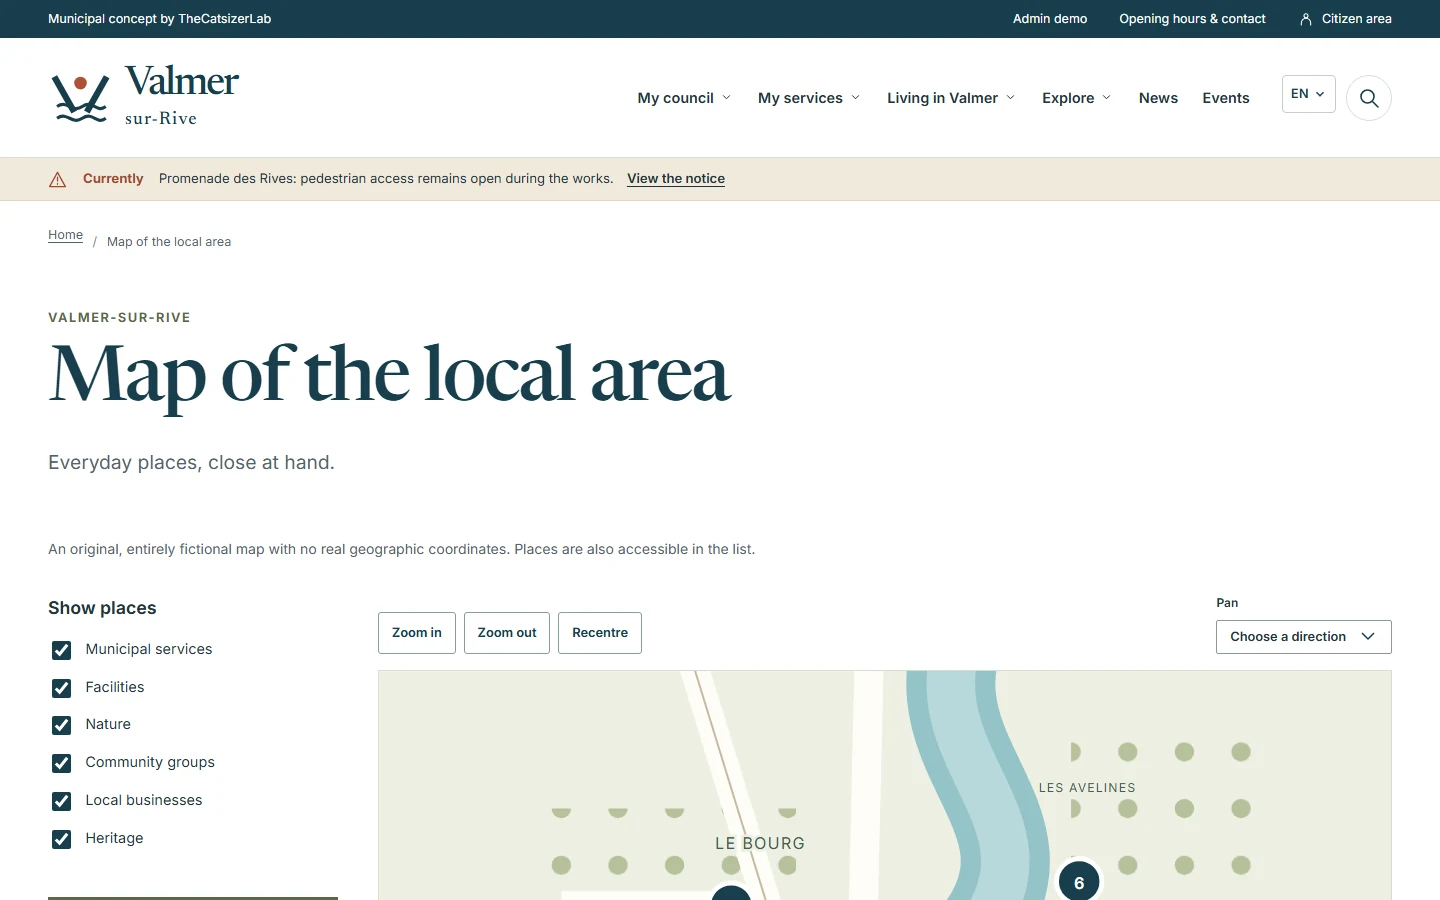 Municipal concept by TheCatsizerLab
Admin demo
Opening hours & contact
Citizen area
Valmer
sur-Rive
My council
My services
Living in Valmer
Explore
News
Events
EN
Currently Promenade des Rives: pedestrian access remains open during the works. View the notice
Home / Map of the local area
VALMER-SUR-RIVE
Map of the local area
Everyday places, close at hand.
An original, entirely fictional map with no real geographic coordinates. Places are also accessible in the list.
Show places
Municipal services
Facilities
Nature
Community groups
Local businesses
Heritage
Zoom in
Zoom out
Recentre
Pan
Choose a direction
LES AVELINES
LE BOURG
6